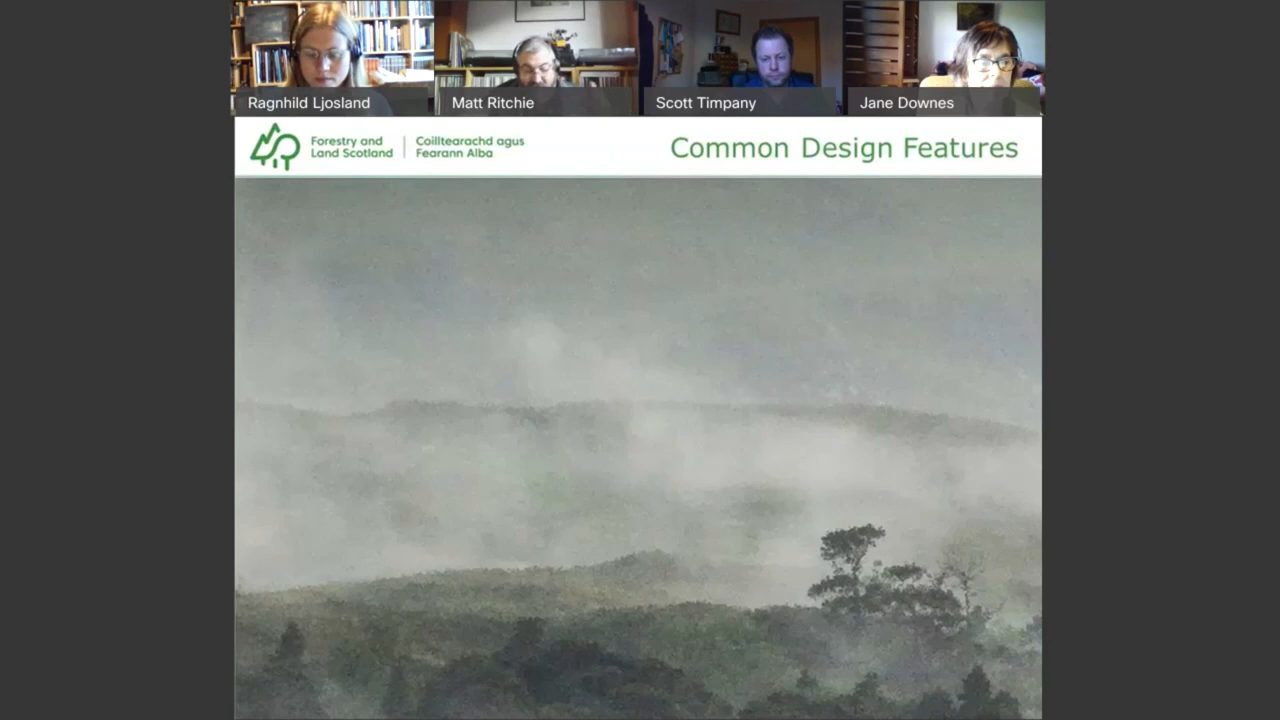 Ragnhild Ljosland
Matt Ritchie
Scott Timpany
Jane Downes
Forestry and
Land Scotland
Coilltearachd agus
Fearann Alba
Common Design Features